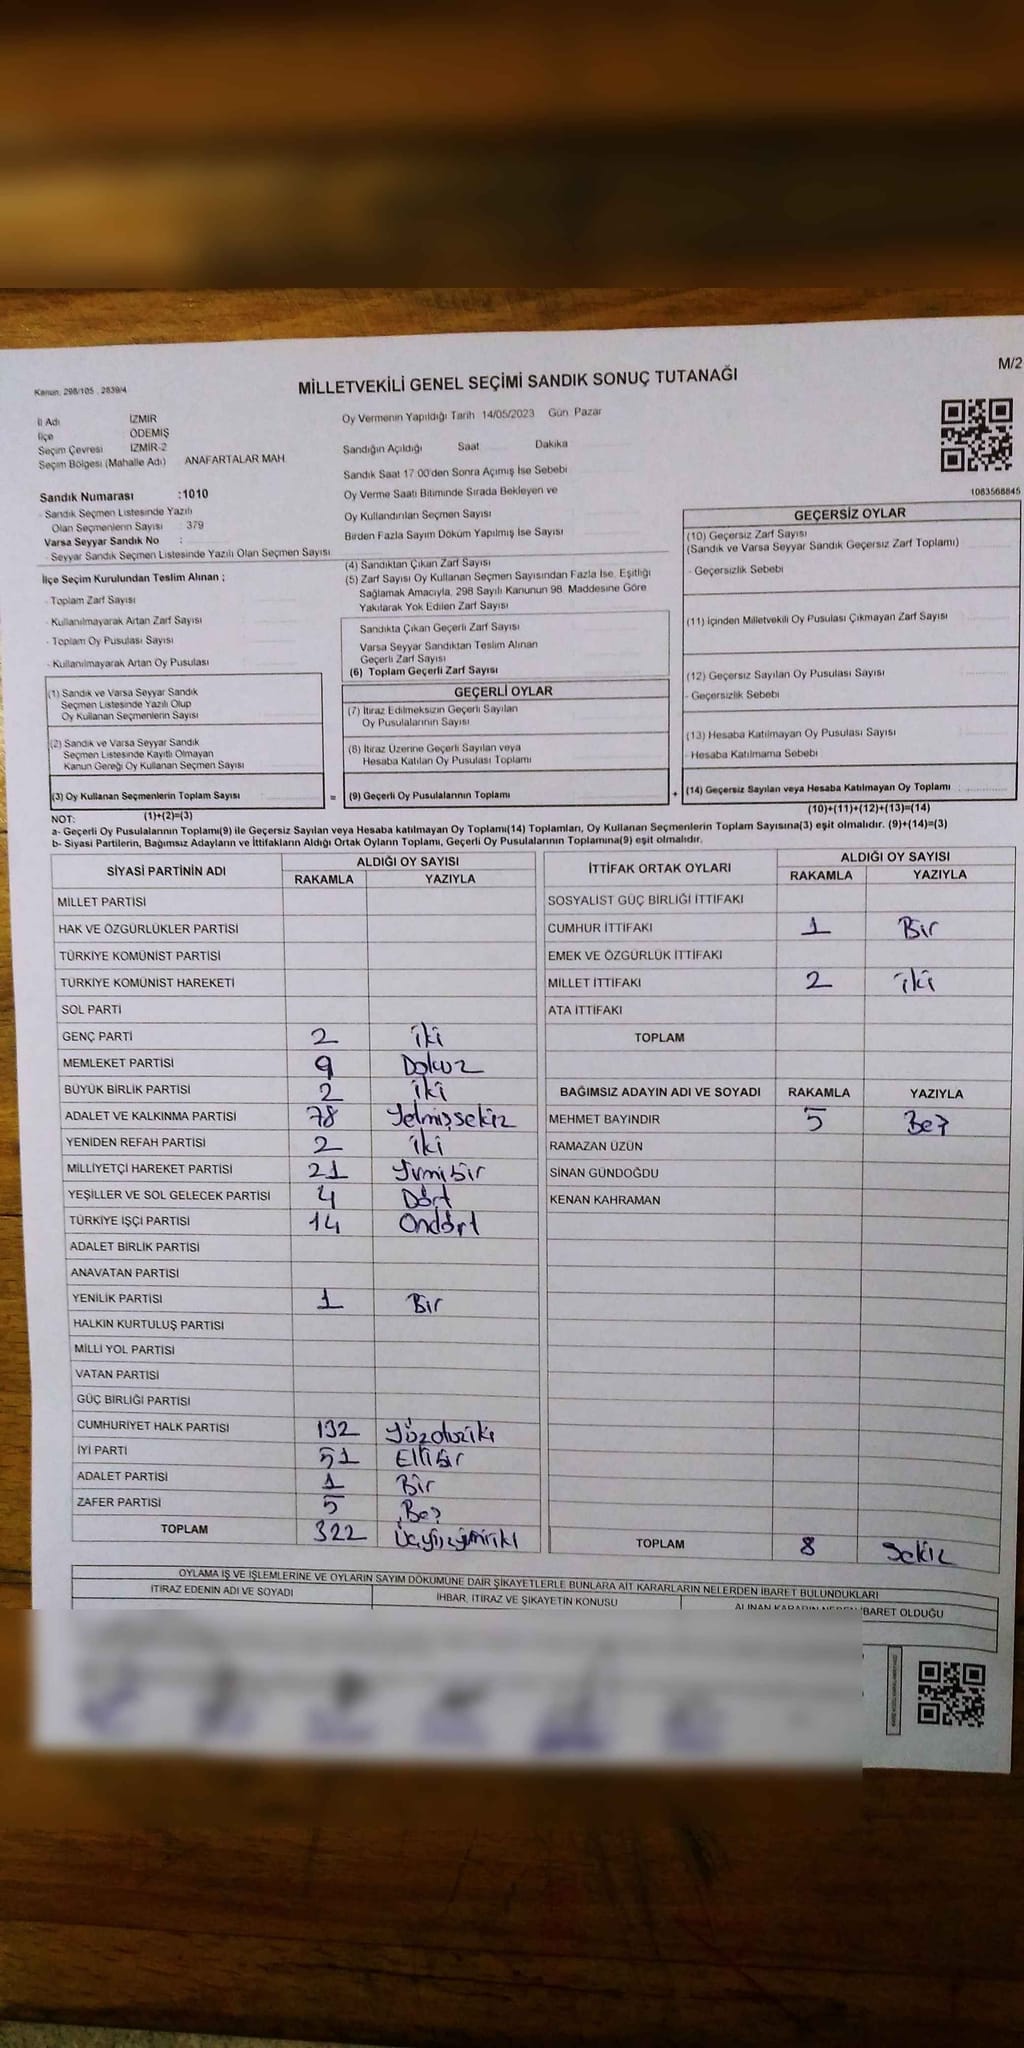 M/2
Kanun: 298/105 , 2839/4
MİLLETVEKİLİ GENEL SEÇİMİ SANDIK SONUÇ TUTANAĞI
İl Adı İZMİR
İlçe ÖDEMİŞ
Seçim Çevresi İZMİR-2
Seçim Bölgesi (Mahalle Adı) ANAFARTALAR MAH.
Sandık Numarası :1010
- Sandık Seçmen Listesinde Yazılı
Olan Seçmenlerin Sayısı 379
Varsa Seyyar Sandık No :
- Seyyar Sandık Seçmen Listesinde Yazılı Olan Seçmen Sayısı
İlçe Seçim Kurulundan Teslim Alınan ;
- Toplam Zarf Sayısı
- Kullanılmayarak Artan Zarf Sayısı
- Toplam Oy Pusulası Sayısı
- Kullanılmayarak Artan Oy Pusulası
(1) Sandık ve Varsa Seyyar Sandık
Seçmen Listesinde Yazılı Olup
Oy Kullanan Seçmenlerin Sayısı
(2) Sandık ve Varsa Seyyar Sandık
Seçmen Listesinde Kayıtlı Olmayan
Kanun Gereği Oy Kullanan Seçmen Sayısı
(3) Oy Kullanan Seçmenlerin Toplam Sayısı
(1)+(2)=(3)
Oy Vermenin Yapıldığı Tarih 14/05/2023 Gün Pazar
Sandığın Açıldığı Saat Dakika
Sandık Saat 17:00'den Sonra Açılmış İse Sebebi
Oy Verme Saati Bitiminde Sırada Bekleyen ve
Oy Kullandırılan Seçmen Sayısı
Birden Fazla Sayım Döküm Yapılmış İse Sayısı
(4) Sandıktan Çıkan Zarf Sayısı
(5) Zarf Sayısı Oy Kullanan Seçmen Sayısından Fazla İse, Eşitliği
Sağlamak Amacıyla, 298 Sayılı Kanunun 98. Maddesine Göre
Yakılarak Yok Edilen Zarf Sayısı
Sandıkta Çıkan Geçerli Zarf Sayısı
Varsa Seyyar Sandıktan Teslim Alınan
Geçerli Zarf Sayısı
(6) Toplam Geçerli Zarf Sayısı
GEÇERLİ OYLAR
(7) İtiraz Edilmeksizin Geçerli Sayılan
Oy Pusulalarının Sayısı
(8) İtiraz Üzerine Geçerli Sayılan veya
Hesaba Katılan Oy Pusulası Toplamı
= (9) Geçerli Oy Pusulalarının Toplamı +
1083568845
GEÇERSİZ OYLAR
(10) Geçersiz Zarf Sayısı
(Sandık ve Varsa Seyyar Sandık Geçersiz Zarf Toplamı)
- Geçersizlik Sebebi
(11) İçinden Milletvekili Oy Pusulası Çıkmayan Zarf Sayısı
(12) Geçersiz Sayılan Oy Pusulası Sayısı
- Geçersizlik Sebebi
(13) Hesaba Katılmayan Oy Pusulası Sayısı
- Hesaba Katılmama Sebebi
(14) Geçersiz Sayılan veya Hesaba Katılmayan Oy Toplamı
(10)+(11)+(12)+(13)=(14)
NOT:
a- Geçerli Oy Pusulalarının Toplamı(9) ile Geçersiz Sayılan veya Hesaba katılmayan Oy Toplamı(14) Toplamları, Oy Kullanan Seçmenlerin Toplam Sayısına(3) eşit olmalıdır. (9)+(14)=(3)
b- Siyasi Partilerin, Bağımsız Adayların ve İttifakların Aldığı Ortak Oyların Toplamı, Geçerli Oy Pusulalarının Toplamına(9) eşit olmalıdır.
SİYASİ PARTİNİN ADI ALDIĞI OY SAYISI
RAKAMLA YAZIYLA
MİLLET PARTİSİ
HAK VE ÖZGÜRLÜKLER PARTİSİ
TÜRKİYE KOMÜNİST PARTİSİ
TÜRKİYE KOMÜNİST HAREKETİ
SOL PARTİ
GENÇ PARTİ 2 iki
MEMLEKET PARTİSİ 9 Dokuz
BÜYÜK BİRLİK PARTİSİ 2 iki
ADALET VE KALKINMA PARTİSİ 78 Yetmişsekiz
YENİDEN REFAH PARTİSİ 2 iki
MİLLİYETÇİ HAREKET PARTİSİ 21 Yirmibir
YEŞİLLER VE SOL GELECEK PARTİSİ 4 Dört
TÜRKİYE İŞÇİ PARTİSİ 14 Ondört
ADALET BİRLİK PARTİSİ
ANAVATAN PARTİSİ
YENİLİK PARTİSİ 1 Bir
HALKIN KURTULUŞ PARTİSİ
MİLLİ YOL PARTİSİ
VATAN PARTİSİ
GÜÇ BİRLİĞİ PARTİSİ
CUMHURİYET HALK PARTİSİ 132 Yüzotuziki
İYİ PARTİ 51 Ellibir
ADALET PARTİSİ 1 Bir
ZAFER PARTİSİ 5 Beş
TOPLAM 322 Üçyüzyirmiiki
İTTİFAK ORTAK OYLARI ALDIĞI OY SAYISI
RAKAMLA YAZIYLA
SOSYALİST GÜÇ BİRLİĞİ İTTİFAKI
CUMHUR İTTİFAKI 1 Bir
EMEK VE ÖZGÜRLÜK İTTİFAKI
MİLLET İTTİFAKI 2 iki
ATA İTTİFAKI
TOPLAM
BAĞIMSIZ ADAYIN ADI VE SOYADI RAKAMLA YAZIYLA
MEHMET BAYINDIR 5 Beş
RAMAZAN ÜZÜN
SİNAN GÜNDOĞDU
KENAN KAHRAMAN
TOPLAM 8 Sekiz
OYLAMA İŞ VE İŞLEMLERİNE VE OYLARIN SAYIM DÖKÜMÜNE DAİR ŞİKAYETLERLE BUNLARA AİT KARARLARIN NELERDEN İBARET BULUNDUKLARI
İTİRAZ EDENİN ADI VE SOYADI İHBAR, İTİRAZ VE ŞİKAYETİN KONUSU ALINAN KARARIN NEDEN İBARET OLDUĞU